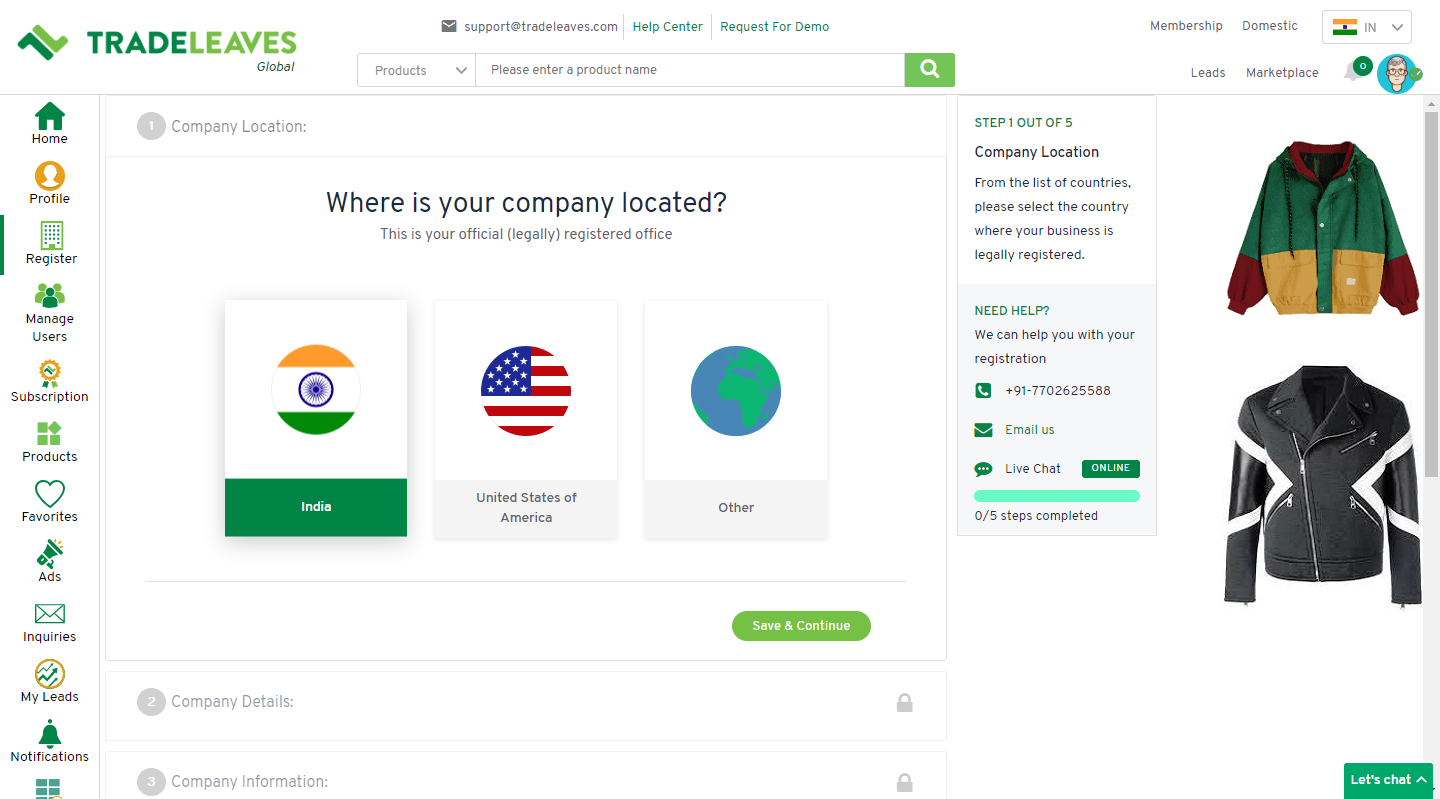 TRADELEAVES
Global
support@tradeleaves.com
Help Center
Request For Demo
Membership
Domestic
IN
Products
Please enter a product name
Leads
Marketplace
0
Home
Profile
Register
Manage
Users
Subscription
Products
Favorites
Ads
Inquiries
My Leads
Notifications
1 Company Location:
Where is your company located?
This is your official (legally) registered office
India
United States of
America
Other
Save & Continue
2 Company Details:
3 Company Information:
STEP 1 OUT OF 5
Company Location
From the list of countries,
please select the country
where your business is
legally registered.
NEED HELP?
We can help you with your
registration
+91-7702625588
Email us
Live Chat ONLINE
0/5 steps completed
Let's chat